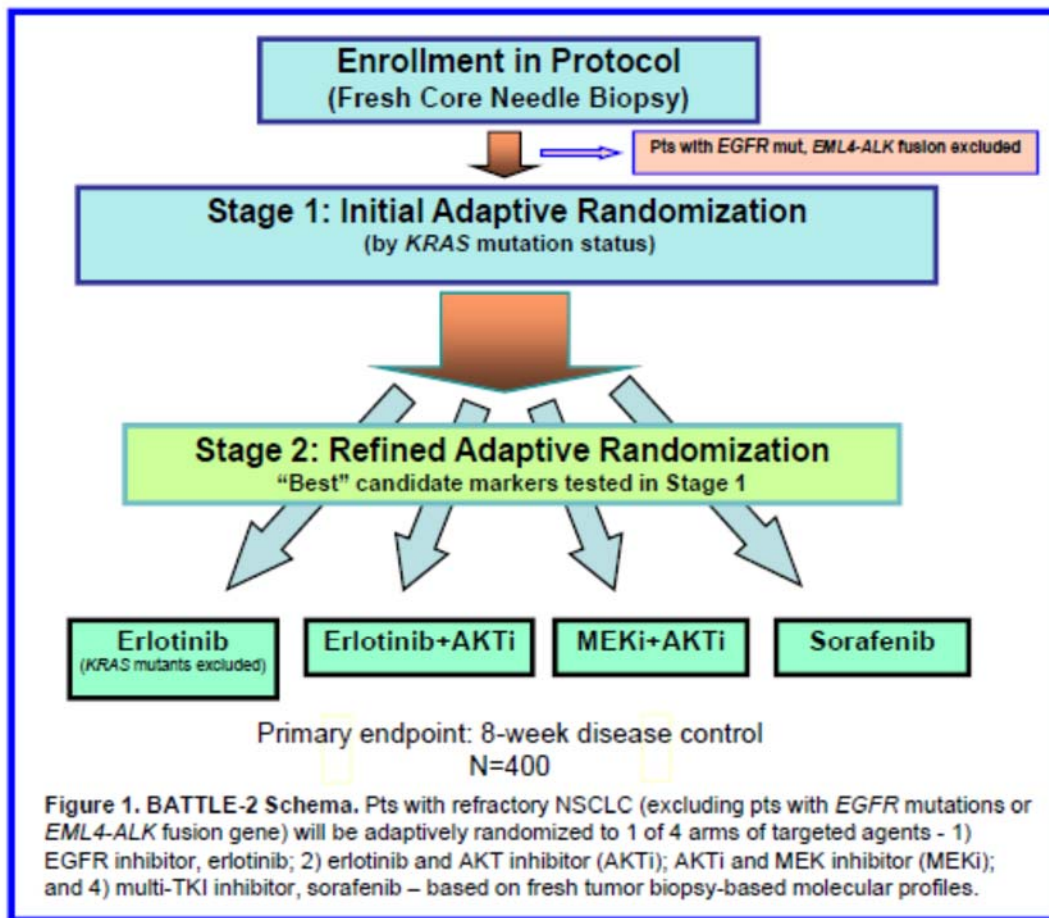 Enrollment in Protocol
(Fresh Core Needle Biopsy)
Pts with EGFR mut, EML4-ALK fusion excluded
Stage 1: Initial Adaptive Randomization
(by KRAS mutation status)
Stage 2: Refined Adaptive Randomization
“Best” candidate markers tested in Stage 1
Erlotinib
(KRAS mutants excluded)
Erlotinib+AKTi
MEKi+AKTi
Sorafenib
Primary endpoint: 8-week disease control
N=400
Figure 1. BATTLE-2 Schema. Pts with refractory NSCLC (excluding pts with EGFR mutations or
EML4-ALK fusion gene) will be adaptively randomized to 1 of 4 arms of targeted agents - 1)
EGFR inhibitor, erlotinib; 2) erlotinib and AKT inhibitor (AKTi); AKTi and MEK inhibitor (MEKi);
and 4) multi-TKI inhibitor, sorafenib – based on fresh tumor biopsy-based molecular profiles.